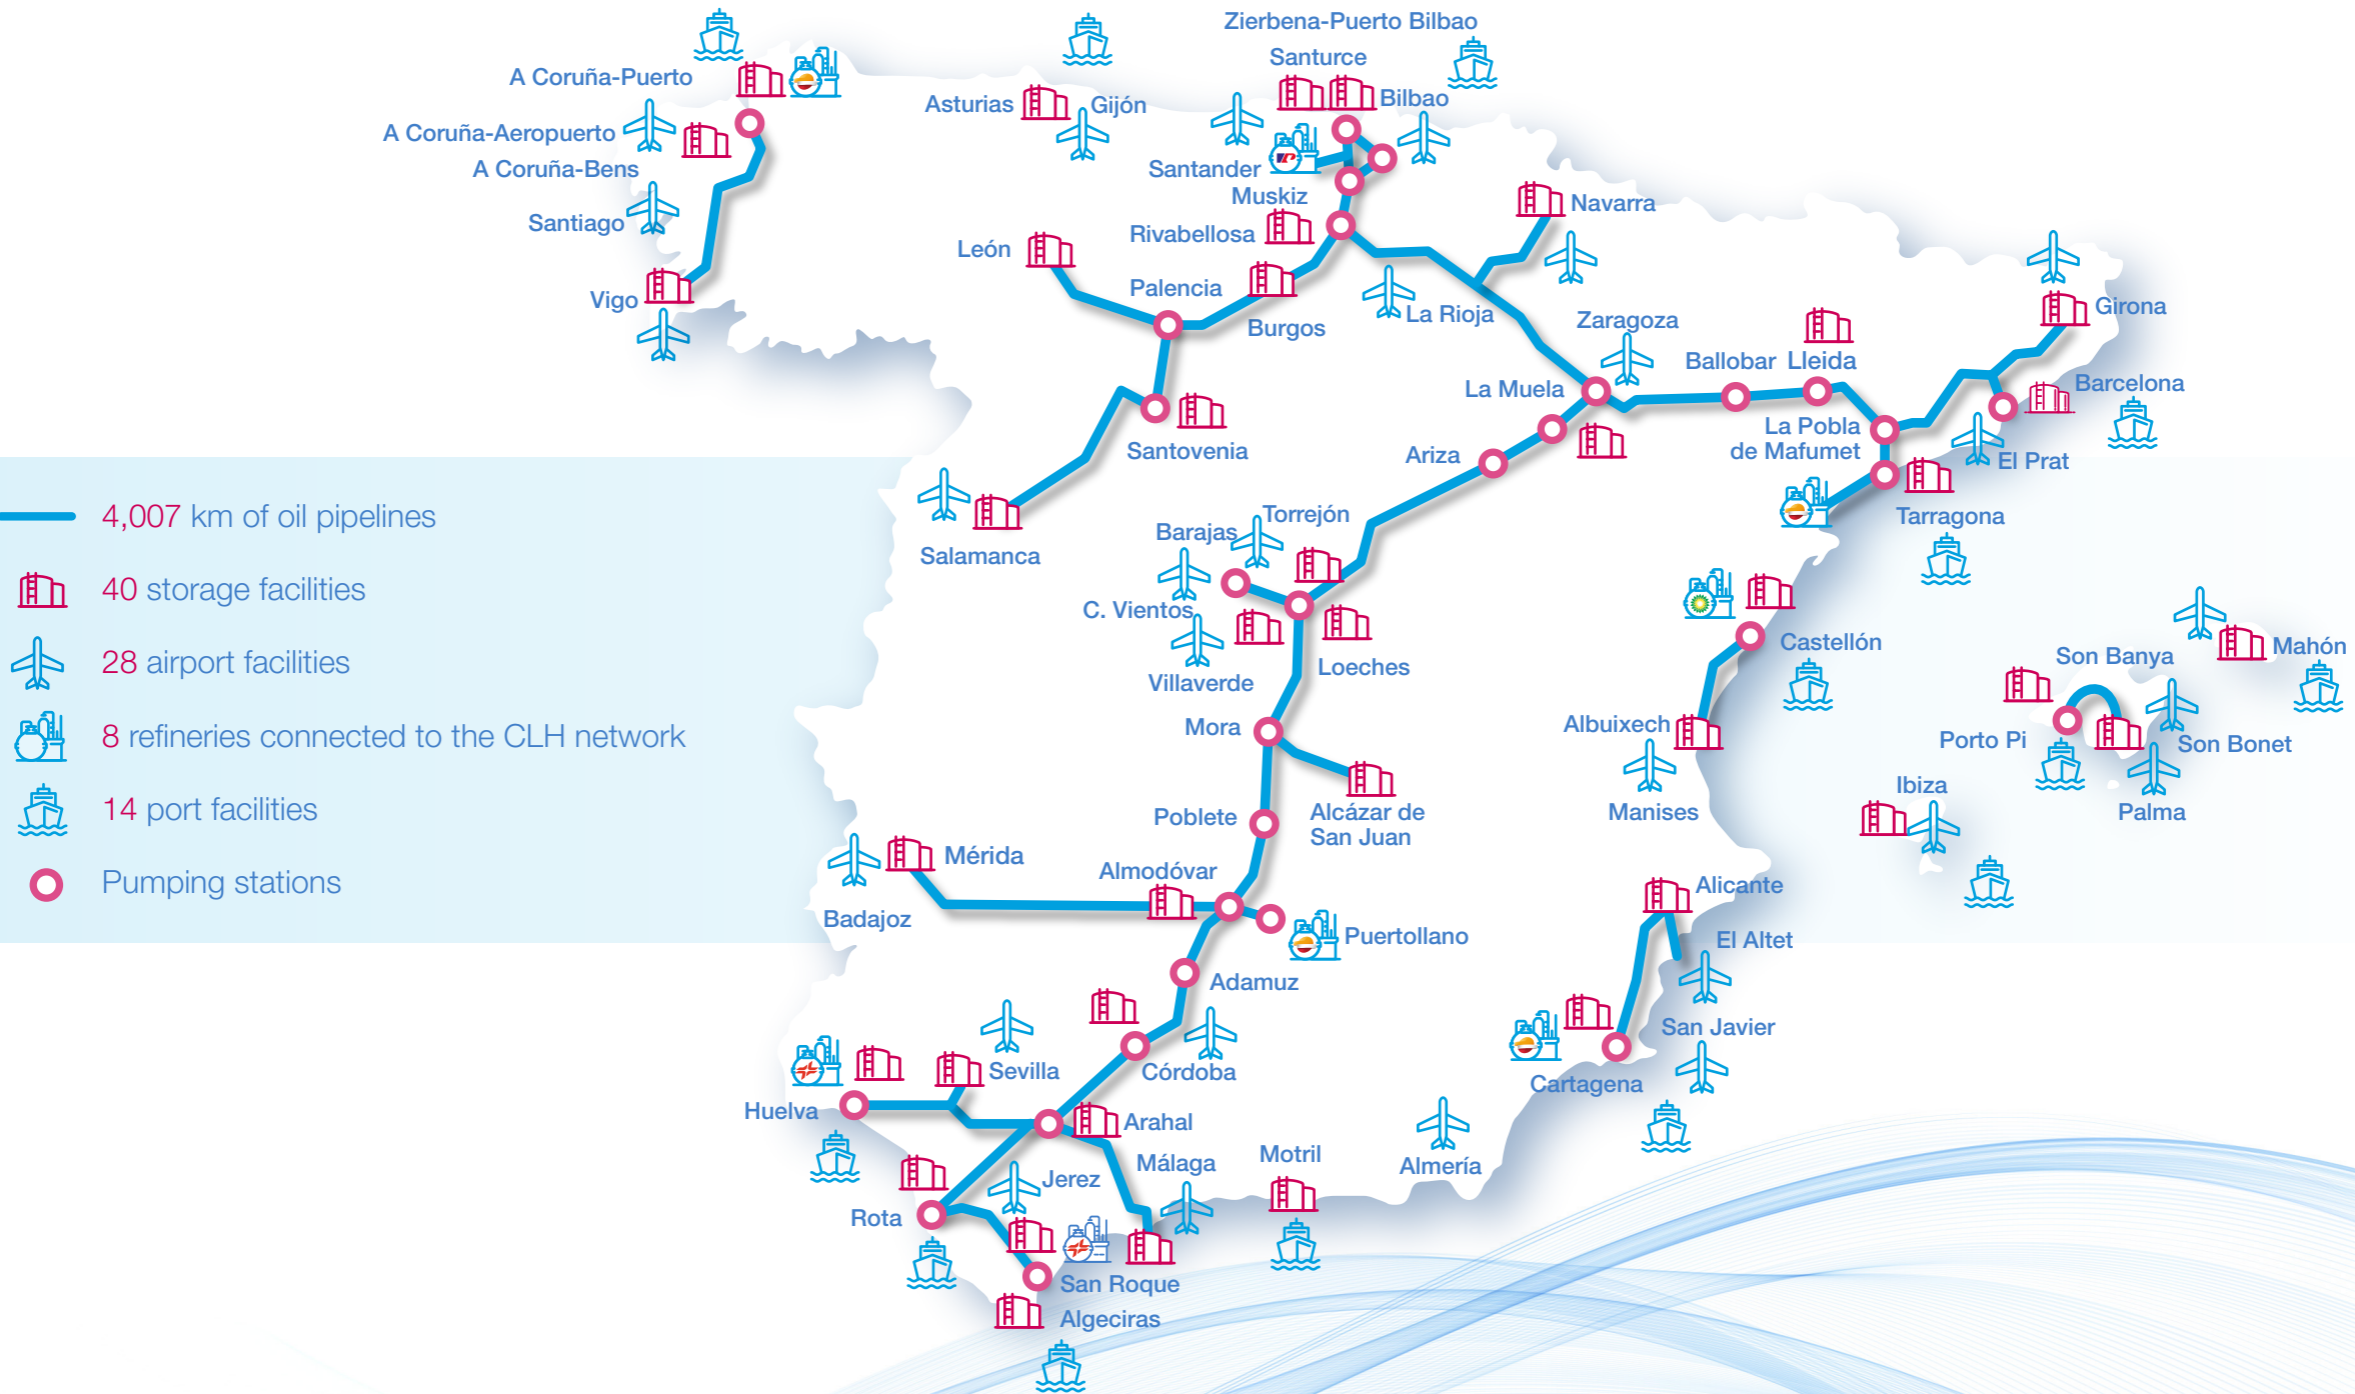 Zierbena-Puerto Bilbao
Santurce
A Coruña-Puerto
Asturias
Gijón
Bilbao
A Coruña-Aeropuerto
A Coruña-Bens
Santander
Muskiz
Santiago
Navarra
León
Rivabellosa
Palencia
Vigo
Burgos
La Rioja
Zaragoza
Girona
Ballobar
Lleida
La Muela
Barcelona
Santovenia
Ariza
La Pobla
de Mafumet
El Prat
4,007 km of oil pipelines
Torrejón
Tarragona
Barajas
Salamanca
40 storage facilities
C. Vientos
28 airport facilities
Villaverde
Loeches
Castellón
Son Banya
Mahón
8 refineries connected to the CLH network
Mora
Albuixech
Porto Pi
Son Bonet
14 port facilities
Poblete
Alcázar de
San Juan
Manises
Ibiza
Palma
Pumping stations
Mérida
Almodóvar
Alicante
Badajoz
Puertollano
El Altet
Adamuz
San Javier
Sevilla
Córdoba
Cartagena
Huelva
Arahal
Málaga
Motril
Almería
Jerez
Rota
San Roque
Algeciras